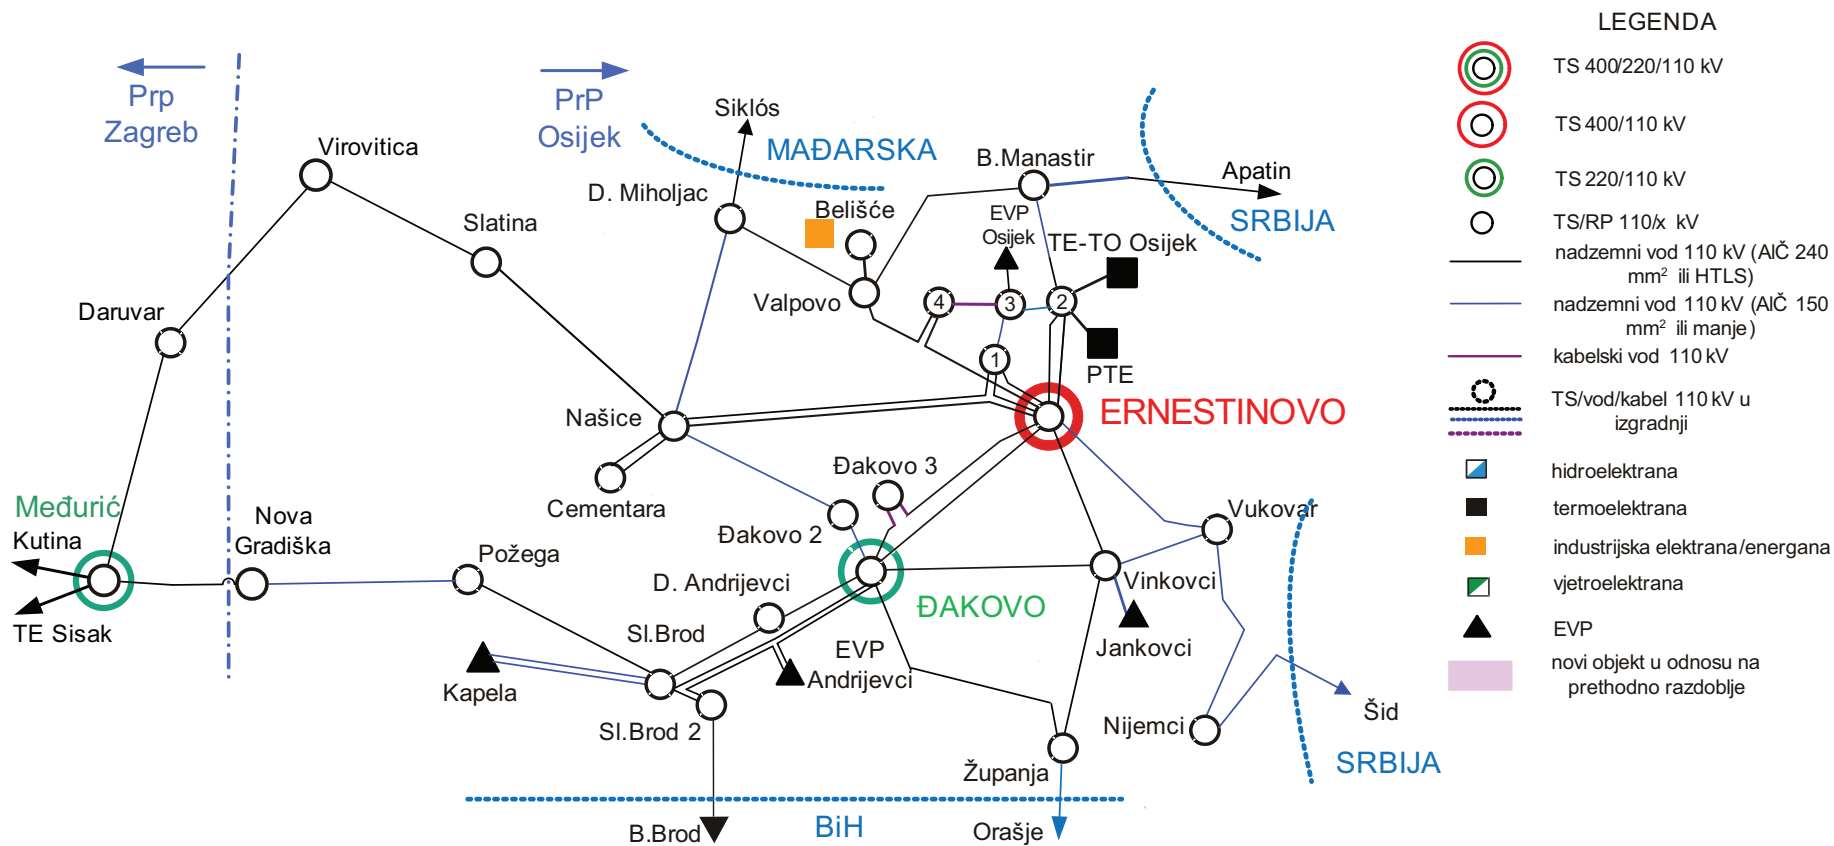 LEGENDA
TS 400/220/110 kV
TS 400/110 kV
TS 220/110 kV
TS/RP 110/x kV
nadzemni vod 110 kV (AlČ 240
mm² ili HTLS)
nadzemni vod 110 kV (AlČ 150
mm² ili manje)
kabelski vod 110 kV
TS/vod/kabel 110 kV u
izgradnji
hidroelektrana
termoelektrana
industrijska elektrana/energana
vjetroelektrana
EVP
novi objekt u odnosu na
prethodno razdoblje
Prp
Zagreb
PrP
Osijek
Siklós
MAĐARSKA
Virovitica
B.Manastir
Apatin
SRBIJA
D. Miholjac
Belišće
EVP
Osijek
TE-TO Osijek
Slatina
Daruvar
Valpovo
4
3
2
1
PTE
ERNESTINOVO
Našice
Đakovo 3
Cementara
Đakovo 2
Vukovar
Međurić
Kutina
Nova
Gradiška
Požega
D. Andrijevci
Vinkovci
ĐAKOVO
TE Sisak
Sl.Brod
EVP
Andrijevci
Jankovci
Kapela
Sl.Brod 2
Nijemci
Šid
Županja
SRBIJA
B.Brod
BiH
Orašje